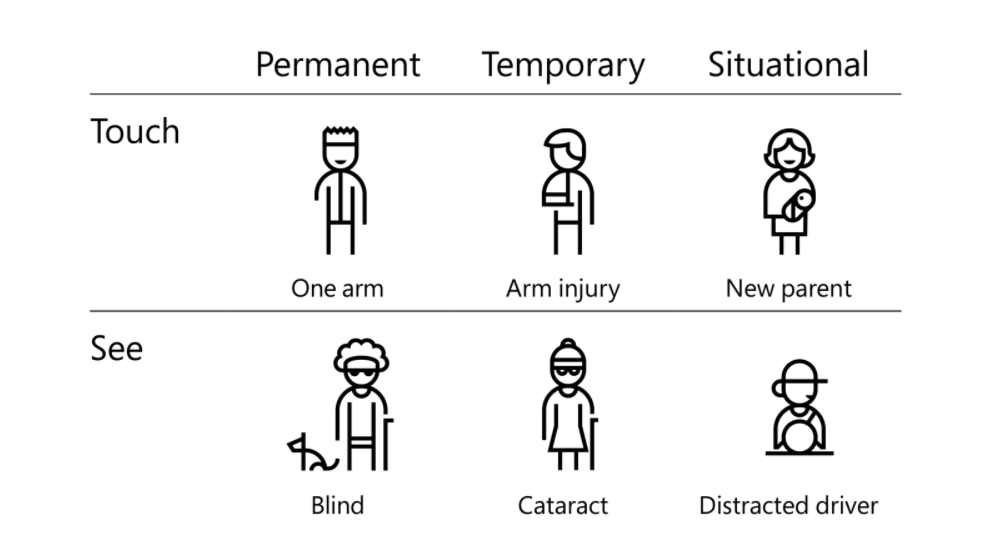 Permanent Temporary Situational
Touch
One arm Arm injury New parent
See
Blind Cataract Distracted driver